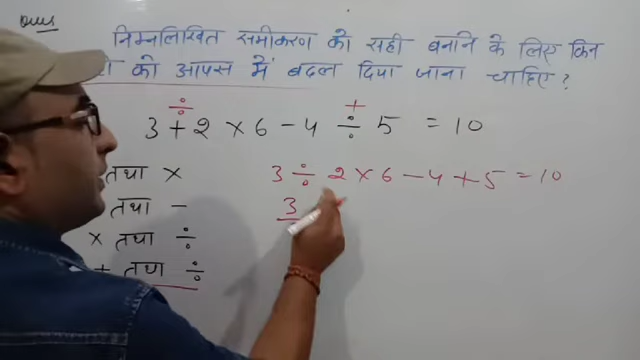 Ques
निम्नलिखित समीकरण को सही बनाने के लिए किन
को आपस में बदल दिया जाना चाहिए?
÷ +
3 + 2 × 6 - 4 ÷ 5 = 10
तथा ×
3 ÷ 2 × 6 - 4 + 5 = 10
तथा -
3
× तथा ÷
+ तथा ÷